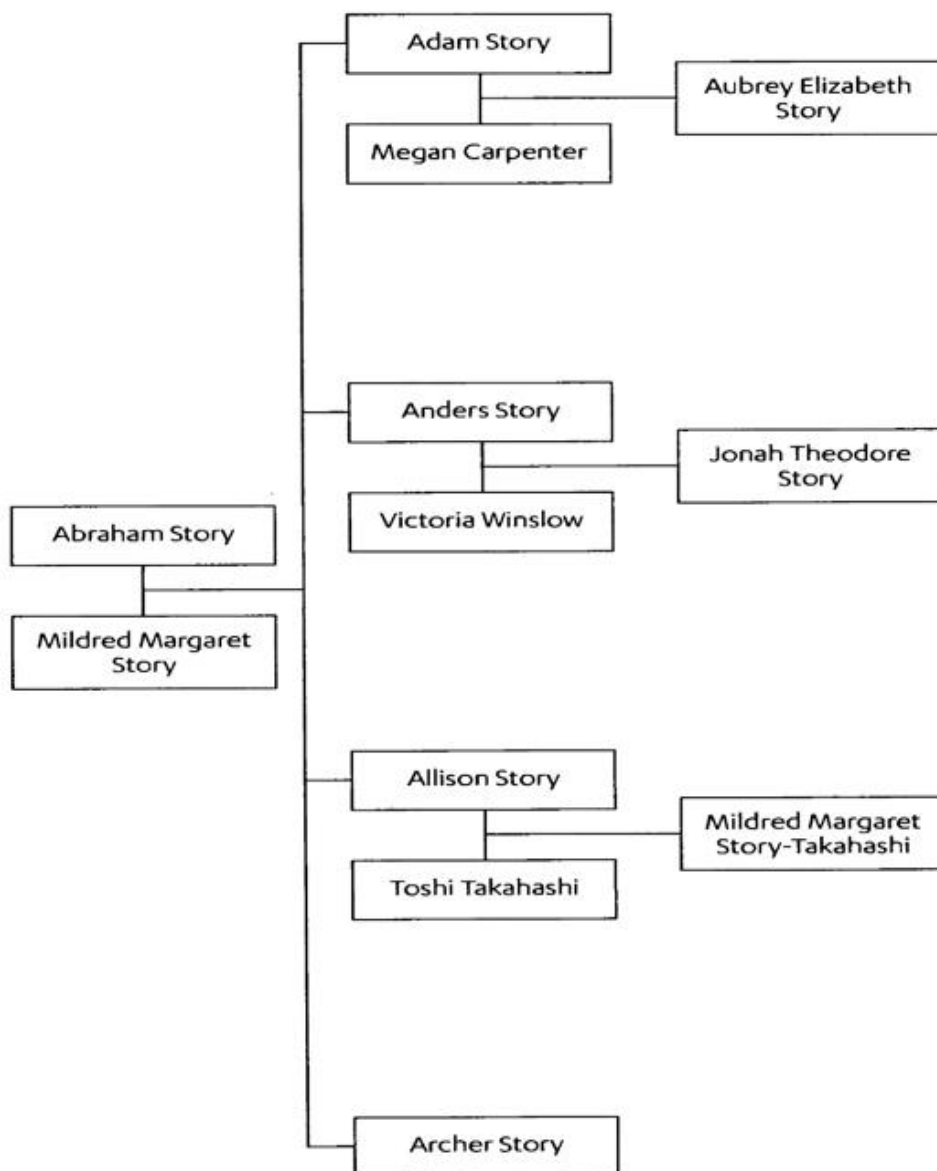 Adam Story
Aubrey Elizabeth
Story
Megan Carpenter
Anders Story
Jonah Theodore
Story
Victoria Winslow
Abraham Story
Mildred Margaret
Story
Allison Story
Mildred Margaret
Story-Takahashi
Toshi Takahashi
Archer Story